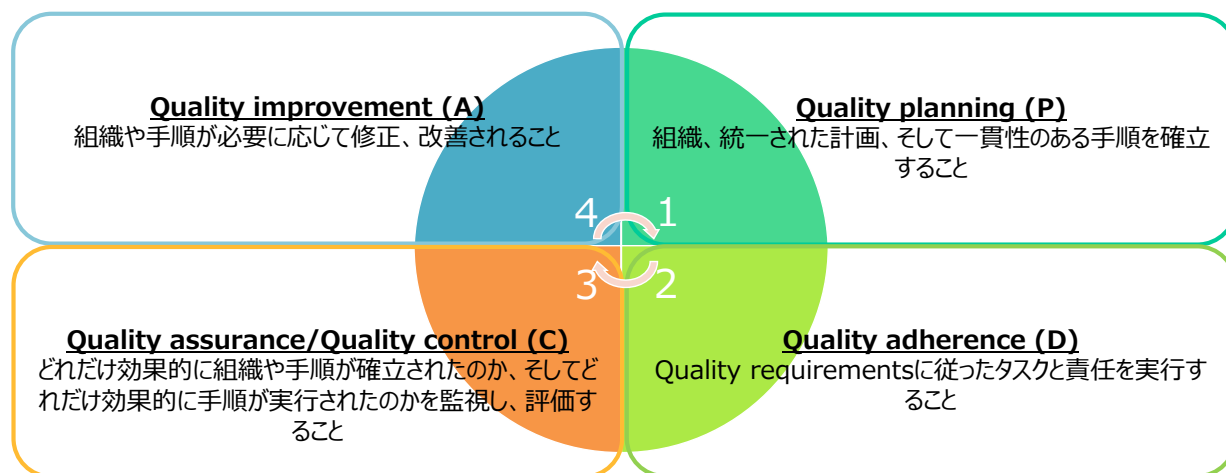 Quality improvement (A)
組織や手順が必要に応じて修正、改善されること
Quality planning (P)
組織、統一された計画、そして一貫性のある手順を確立
すること
4
1
3
2
Quality assurance/Quality control (C)
どれだけ効果的に組織や手順が確立されたのか、そしてど
れだけ効果的に手順が実行されたのかを監視し、評価す
ること
Quality adherence (D)
Quality requirementsに従ったタスクと責任を実行す
ること